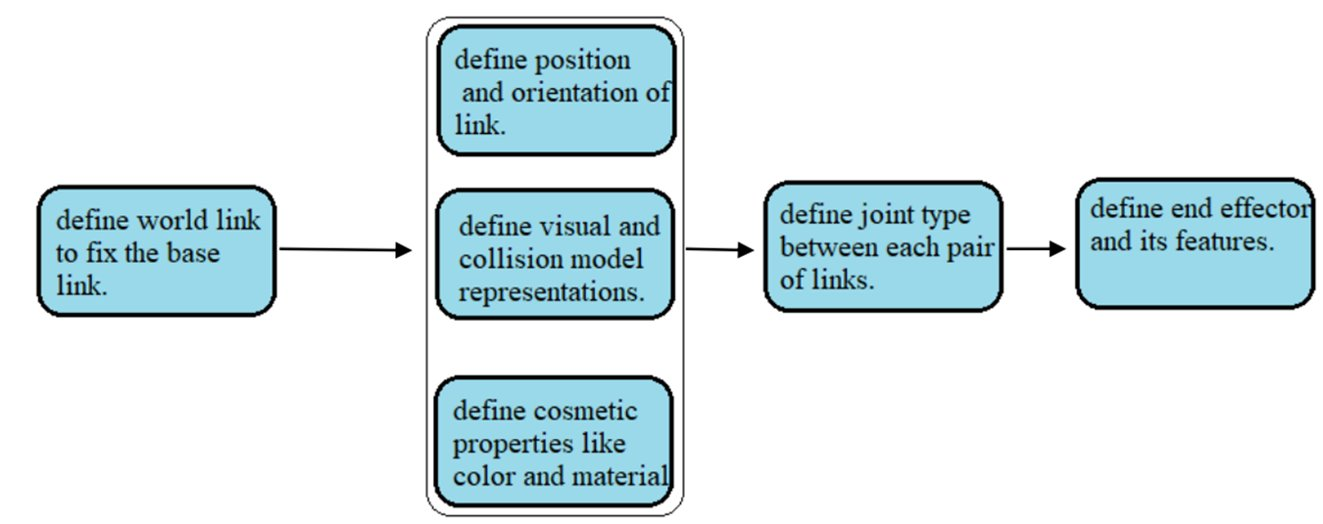 define world link
to fix the base
link.
define position
and orientation of
link.
define visual and
collision model
representations.
define cosmetic
properties like
color and material
define joint type
between each pair
of links.
define end effector
and its features.